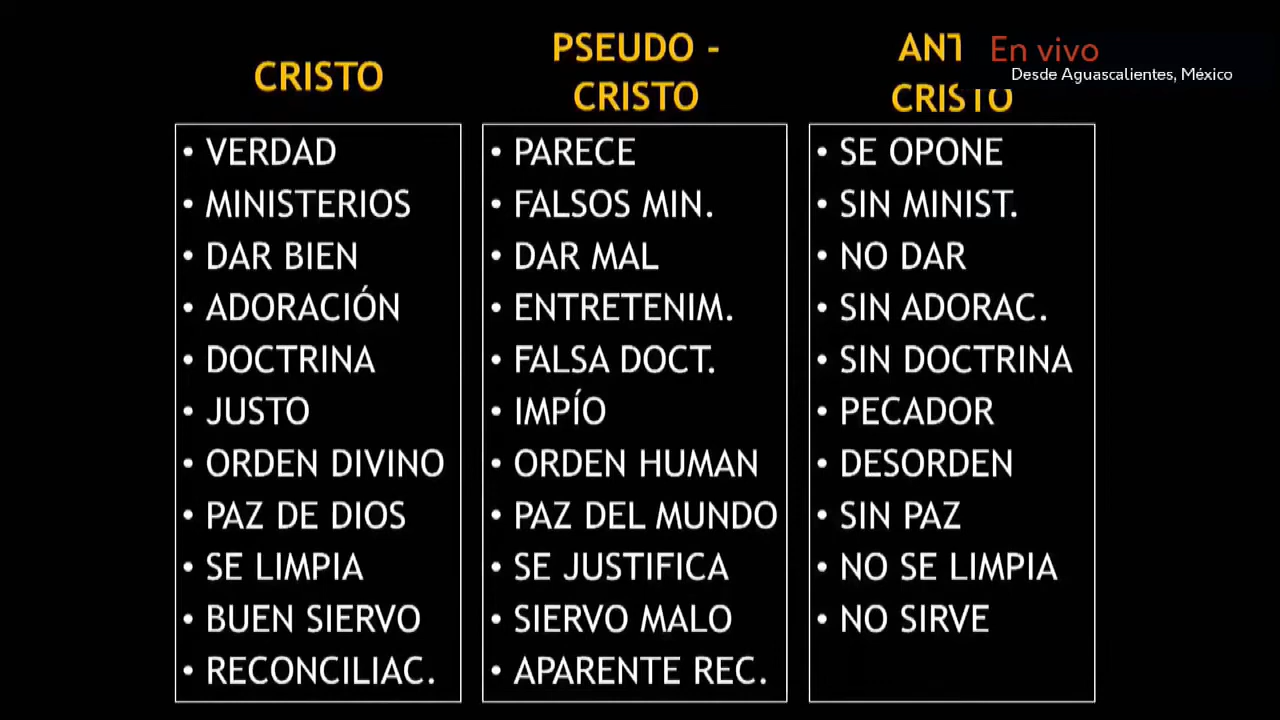 CRISTO
• VERDAD
• MINISTERIOS
• DAR BIEN
• ADORACIÓN
• DOCTRINA
• JUSTO
• ORDEN DIVINO
• PAZ DE DIOS
• SE LIMPIA
• BUEN SIERVO
• RECONCILIAC.
PSEUDO -
CRISTO
• PARECE
• FALSOS MIN.
• DAR MAL
• ENTRETENIM.
• FALSA DOCT.
• IMPÍO
• ORDEN HUMAN
• PAZ DEL MUNDO
• SE JUSTIFICA
• SIERVO MALO
• APARENTE REC.
ANT
CRISTO
• SE OPONE
• SIN MINIST.
• NO DAR
• SIN ADORAC.
• SIN DOCTRINA
• PECADOR
• DESORDEN
• SIN PAZ
• NO SE LIMPIA
• NO SIRVE
En vivo
Desde Aguascalientes, México